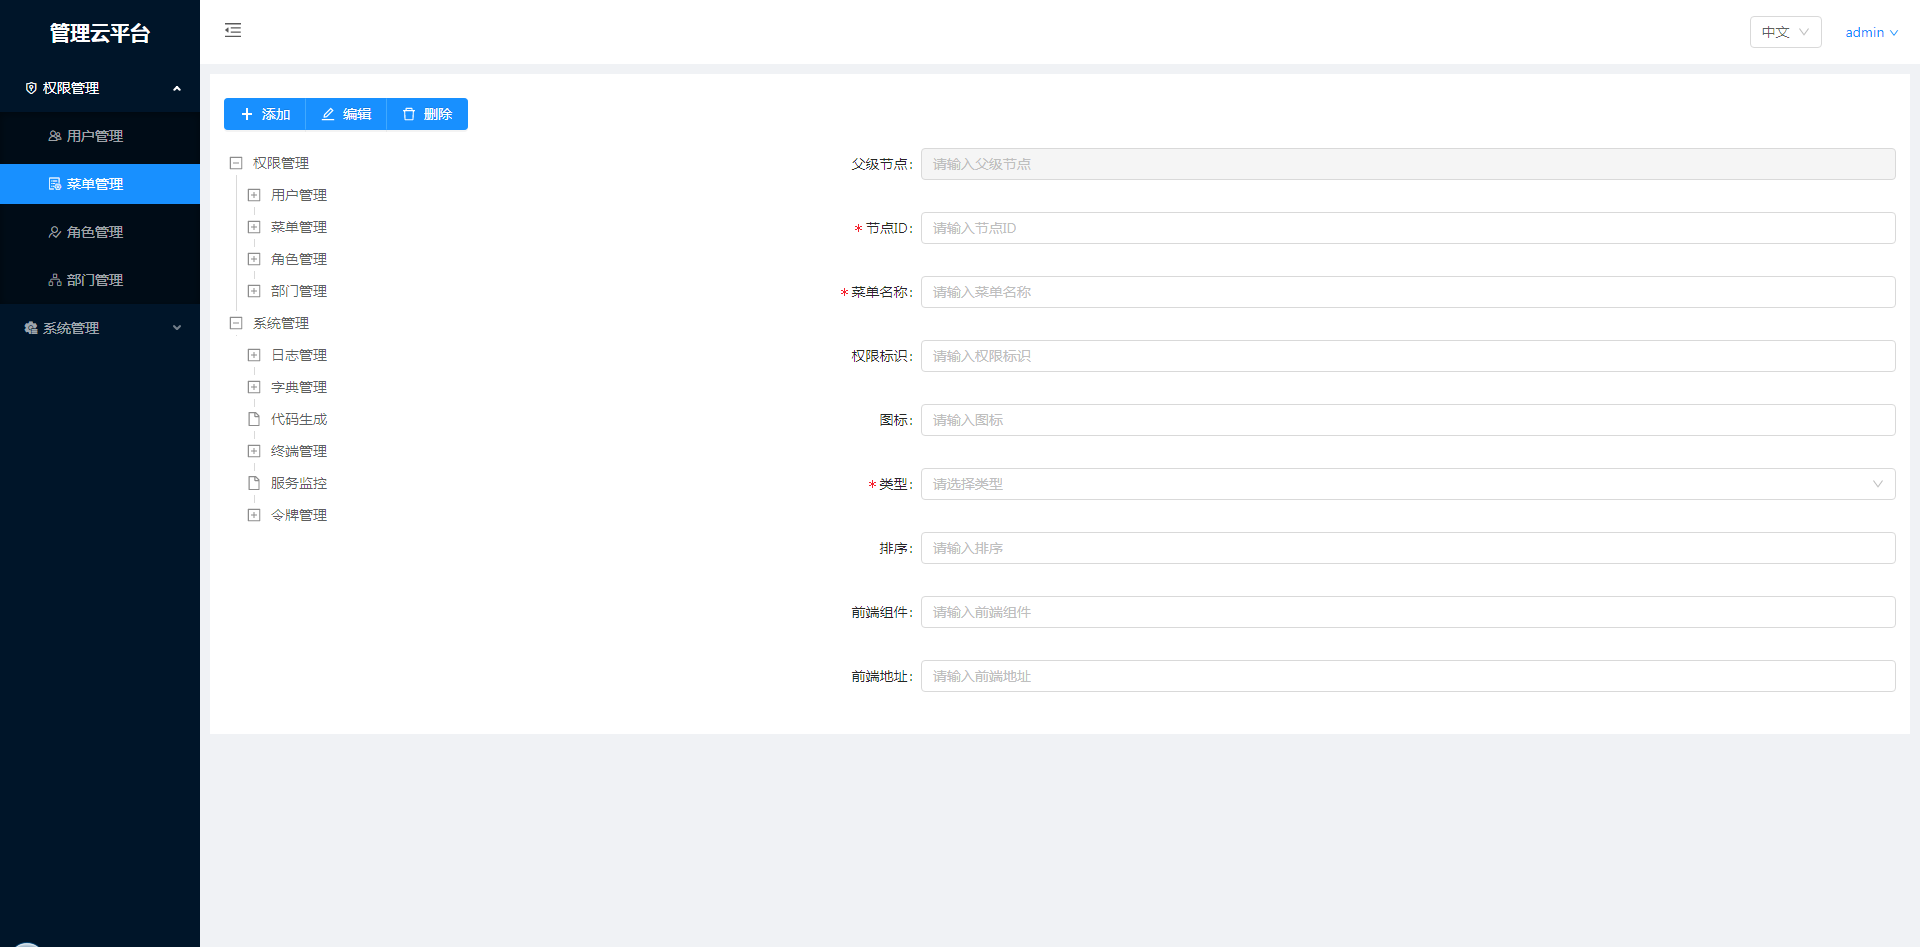 管理云平台
权限管理
用户管理
菜单管理
角色管理
部门管理
系统管理
中文
admin
添加
编辑
删除
权限管理
用户管理
菜单管理
角色管理
部门管理
系统管理
日志管理
字典管理
代码生成
终端管理
服务监控
令牌管理
父级节点: 请输入父级节点
* 节点ID: 请输入节点ID
* 菜单名称: 请输入菜单名称
权限标识: 请输入权限标识
图标: 请输入图标
* 类型: 请选择类型
排序: 请输入排序
前端组件: 请输入前端组件
前端地址: 请输入前端地址